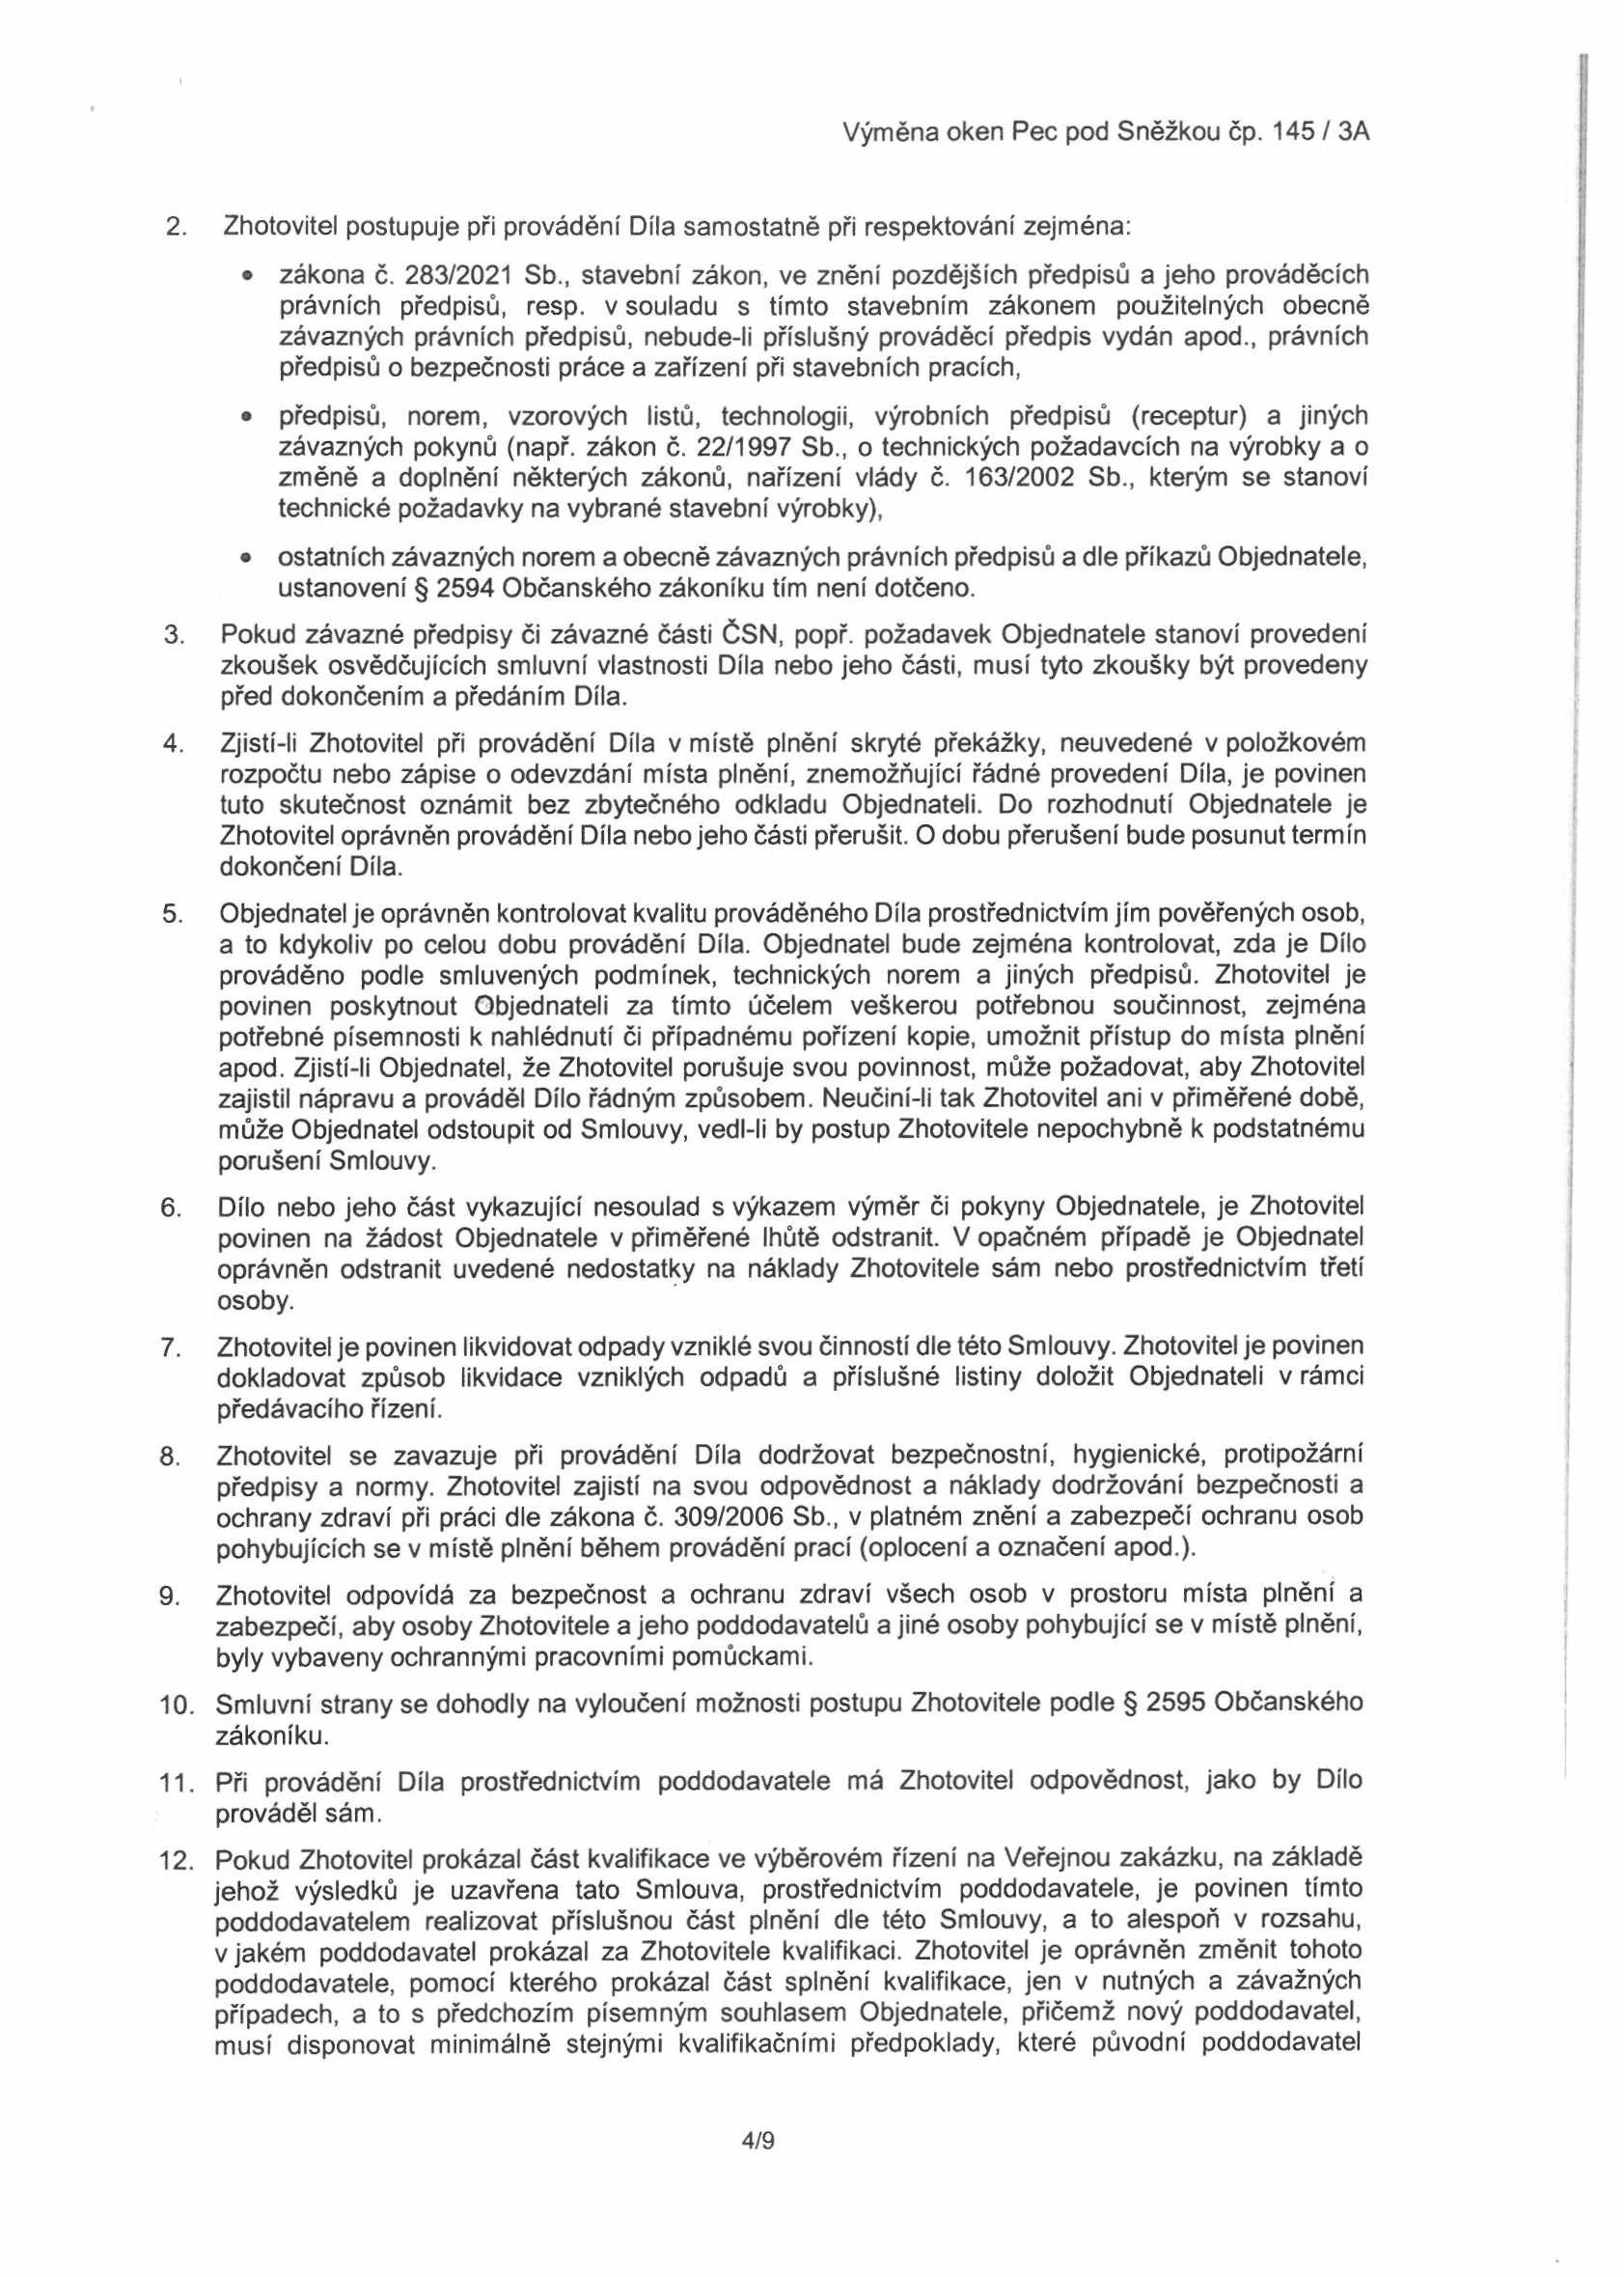 Výměna oken Pec pod Sněžkou čp. 145 / 3A
2. Zhotovitel postupuje při provádění Díla samostatně při respektování zejména:
• zákona č. 283/2021 Sb., stavební zákon, ve znění pozdějších předpisů a jeho prováděcích
právních předpisů, resp. v souladu s tímto stavebním zákonem použitelných obecně
závazných právních předpisů, nebude-li příslušný prováděcí předpis vydán apod., právních
předpisů o bezpečnosti práce a zařízení při stavebních pracích,
• předpisů, norem, vzorových listů, technologii, výrobních předpisů (receptur) a jiných
závazných pokynů (např. zákon č. 22/1997 Sb., o technických požadavcích na výrobky a o
změně a doplnění některých zákonů, nařízení vlády č. 163/2002 Sb., kterým se stanoví
technické požadavky na vybrané stavební výrobky),
• ostatních závazných norem a obecně závazných právních předpisů a dle příkazů Objednatele,
ustanovení § 2594 Občanského zákoníku tím není dotčeno.
3. Pokud závazné předpisy či závazné části ČSN, popř. požadavek Objednatele stanoví provedení
zkoušek osvědčujících smluvní vlastnosti Díla nebo jeho části, musí tyto zkoušky být provedeny
před dokončením a předáním Díla.
4. Zjistí-li Zhotovitel při provádění Díla v místě plnění skryté překážky, neuvedené v položkovém
rozpočtu nebo zápise o odevzdání místa plnění, znemožňující řádné provedení Díla, je povinen
tuto skutečnost oznámit bez zbytečného odkladu Objednateli. Do rozhodnutí Objednatele je
Zhotovitel oprávněn provádění Díla nebo jeho části přerušit. O dobu přerušení bude posunut termín
dokončení Díla.
5. Objednatel je oprávněn kontrolovat kvalitu prováděného Díla prostřednictvím jím pověřených osob,
a to kdykoliv po celou dobu provádění Díla. Objednatel bude zejména kontrolovat, zda je Dílo
prováděno podle smluvených podmínek, technických norem a jiných předpisů. Zhotovitel je
povinen poskytnout Objednateli za tímto účelem veškerou potřebnou součinnost, zejména
potřebné písemnosti k nahlédnutí či případnému pořízení kopie, umožnit přístup do místa plnění
apod. Zjistí-li Objednatel, že Zhotovitel porušuje svou povinnost, může požadovat, aby Zhotovitel
zajistil nápravu a prováděl Dílo řádným způsobem. Neučiní-li tak Zhotovitel ani v přiměřené době,
může Objednatel odstoupit od Smlouvy, vedl-li by postup Zhotovitele nepochybně k podstatnému
porušení Smlouvy.
6. Dílo nebo jeho část vykazující nesoulad s výkazem výměr či pokyny Objednatele, je Zhotovitel
povinen na žádost Objednatele v přiměřené lhůtě odstranit. V opačném případě je Objednatel
oprávněn odstranit uvedené nedostatky na náklady Zhotovitele sám nebo prostřednictvím třetí
osoby.
7. Zhotovitel je povinen likvidovat odpady vzniklé svou činností dle této Smlouvy. Zhotovitel je povinen
dokladovat způsob likvidace vzniklých odpadů a příslušné listiny doložit Objednateli v rámci
předávacího řízení.
8. Zhotovitel se zavazuje při provádění Díla dodržovat bezpečnostní, hygienické, protipožární
předpisy a normy. Zhotovitel zajistí na svou odpovědnost a náklady dodržování bezpečnosti a
ochrany zdraví při práci dle zákona č. 309/2006 Sb., v platném znění a zabezpečí ochranu osob
pohybujících se v místě plnění během provádění prací (oplocení a označení apod.).
9. Zhotovitel odpovídá za bezpečnost a ochranu zdraví všech osob v prostoru místa plnění a
zabezpečí, aby osoby Zhotovitele a jeho poddodavatelů a jiné osoby pohybující se v místě plnění,
byly vybaveny ochrannými pracovními pomůckami.
10. Smluvní strany se dohodly na vyloučení možnosti postupu Zhotovitele podle § 2595 Občanského
zákoníku.
11. Při provádění Díla prostřednictvím poddodavatele má Zhotovitel odpovědnost, jako by Dílo
prováděl sám.
12. Pokud Zhotovitel prokázal část kvalifikace ve výběrovém řízení na Veřejnou zakázku, na základě
jehož výsledků je uzavřena tato Smlouva, prostřednictvím poddodavatele, je povinen tímto
poddodavatelem realizovat příslušnou část plnění dle této Smlouvy, a to alespoň v rozsahu,
v jakém poddodavatel prokázal za Zhotovitele kvalifikaci. Zhotovitel je oprávněn změnit tohoto
poddodavatele, pomocí kterého prokázal část splnění kvalifikace, jen v nutných a závažných
případech, a to s předchozím písemným souhlasem Objednatele, přičemž nový poddodavatel,
musí disponovat minimálně stejnými kvalifikačními předpoklady, které původní poddodavatel
4/9